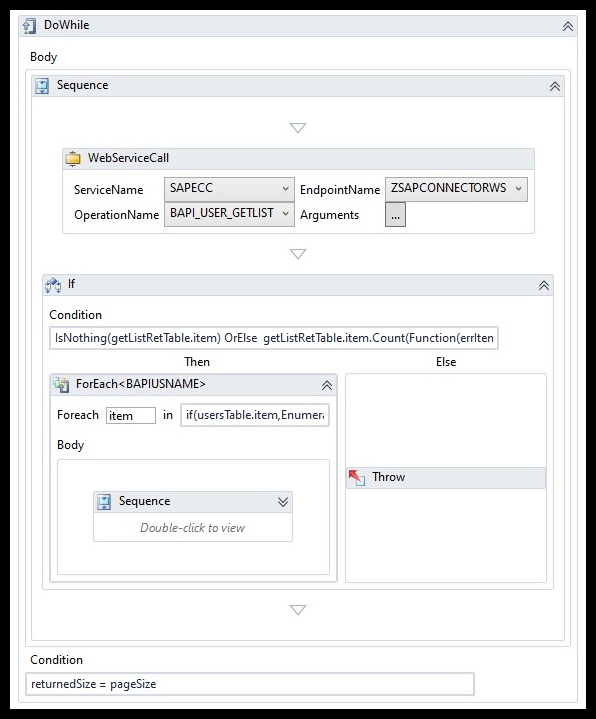 DoWhile
Body
Sequence
WebServiceCall
ServiceName SAPECC EndpointName ZSAPCONNECTORWS
OperationName BAPI_USER_GETLIST Arguments ...
If
Condition
IsNothing(getListRetTable.item) OrElse getListRetTable.item.Count(Function(errIten
Then Else
ForEach<BAPIUSNAME>
Foreach item in if(usersTable.item,Enumera
Body
Throw
Sequence
Double-click to view
Condition
returnedSize = pageSize